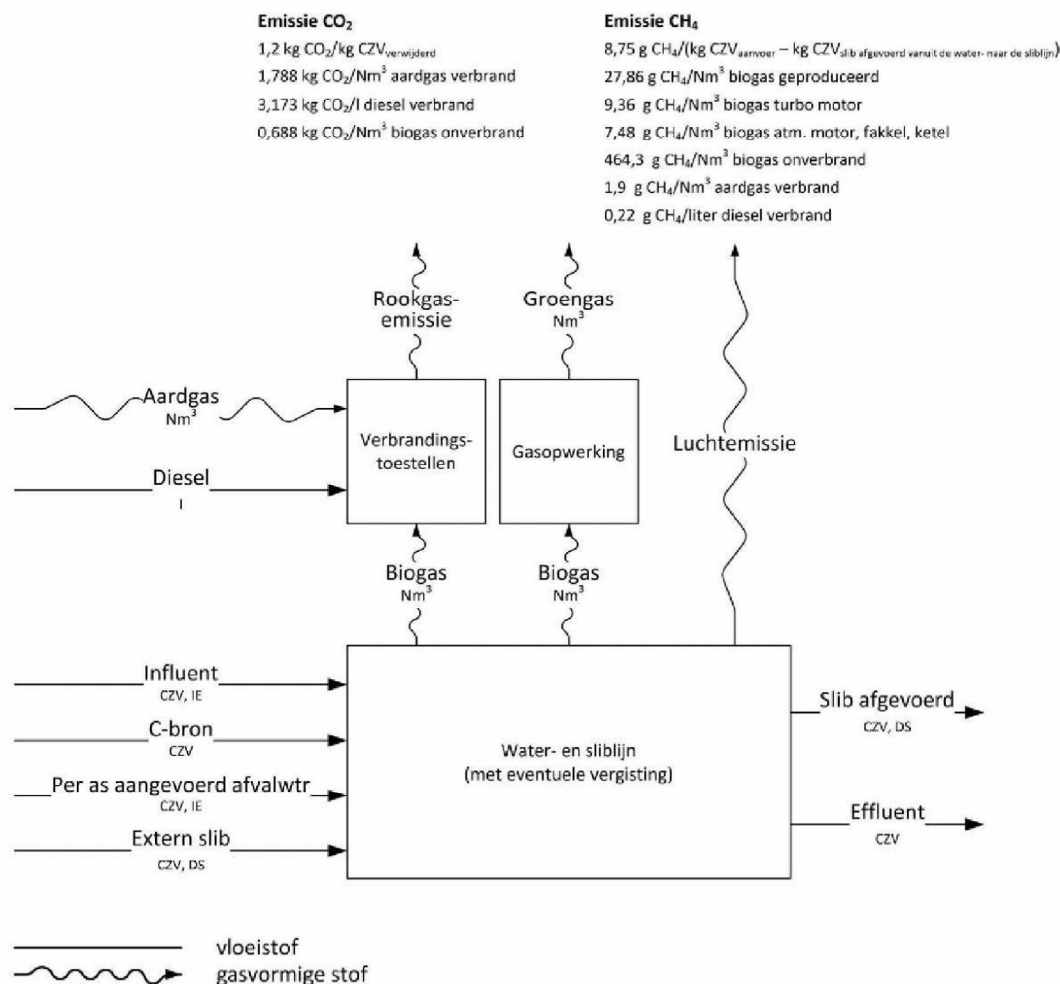 Emissie CO₂
1,2 kg CO₂/kg CZVverwijderd
1,788 kg CO₂/Nm³ aardgas verbrand
3,173 kg CO₂/l diesel verbrand
0,688 kg CO₂/Nm³ biogas onverbrand
Emissie CH₄
8,75 g CH₄/(kg CZVaanvoer – kg CZVslib afgevoerd vanuit de water- naar de sliblijn)
27,86 g CH₄/Nm³ biogas geproduceerd
9,36 g CH₄/Nm³ biogas turbo motor
7,48 g CH₄/Nm³ biogas atm. motor, fakkel, ketel
464,3 g CH₄/Nm³ biogas onverbrand
1,9 g CH₄/Nm³ aardgas verbrand
0,22 g CH₄/liter diesel verbrand
Rookgas-
emissie
Groengas
Nm³
Aardgas
Nm³
Verbrandings-
toestellen
Gasopwerking
Luchtemissie
Diesel
l
Biogas
Nm³
Biogas
Nm³
Influent
CZV, IE
C-bron
CZV
Per as aangevoerd afvalwtr
CZV, IE
Extern slib
CZV, DS
Water- en sliblijn
(met eventuele vergisting)
Slib afgevoerd
CZV, DS
Effluent
CZV
vloeistof
gasvormige stof